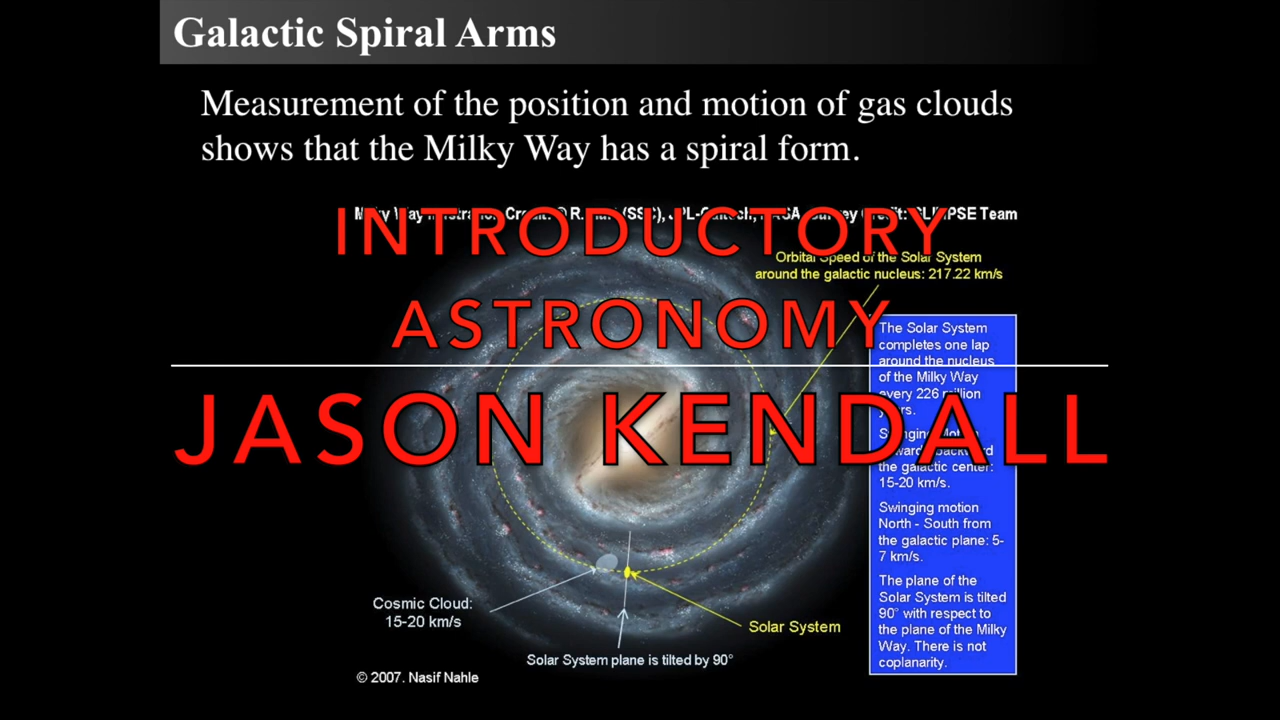 Galactic Spiral Arms
Measurement of the position and motion of gas clouds
shows that the Milky Way has a spiral form.
INTRODUCTORY
ASTRONOMY
JASON KENDALL
Orbital Speed of the Solar System
around the galactic nucleus: 217.22 km/s
The Solar System
completes one lap
around the nucleus
of the Milky Way
every 226 million
years.
the galactic center:
15-20 km/s.
Swinging motion
North - South from
the galactic plane: 5-
7 km/s.
The plane of the
Solar System is tilted
90° with respect to
the plane of the Milky
Way. There is not
coplanarity.
Cosmic Cloud:
15-20 km/s
Solar System
Solar System plane is tilted by 90°
© 2007. Nasif Nahle